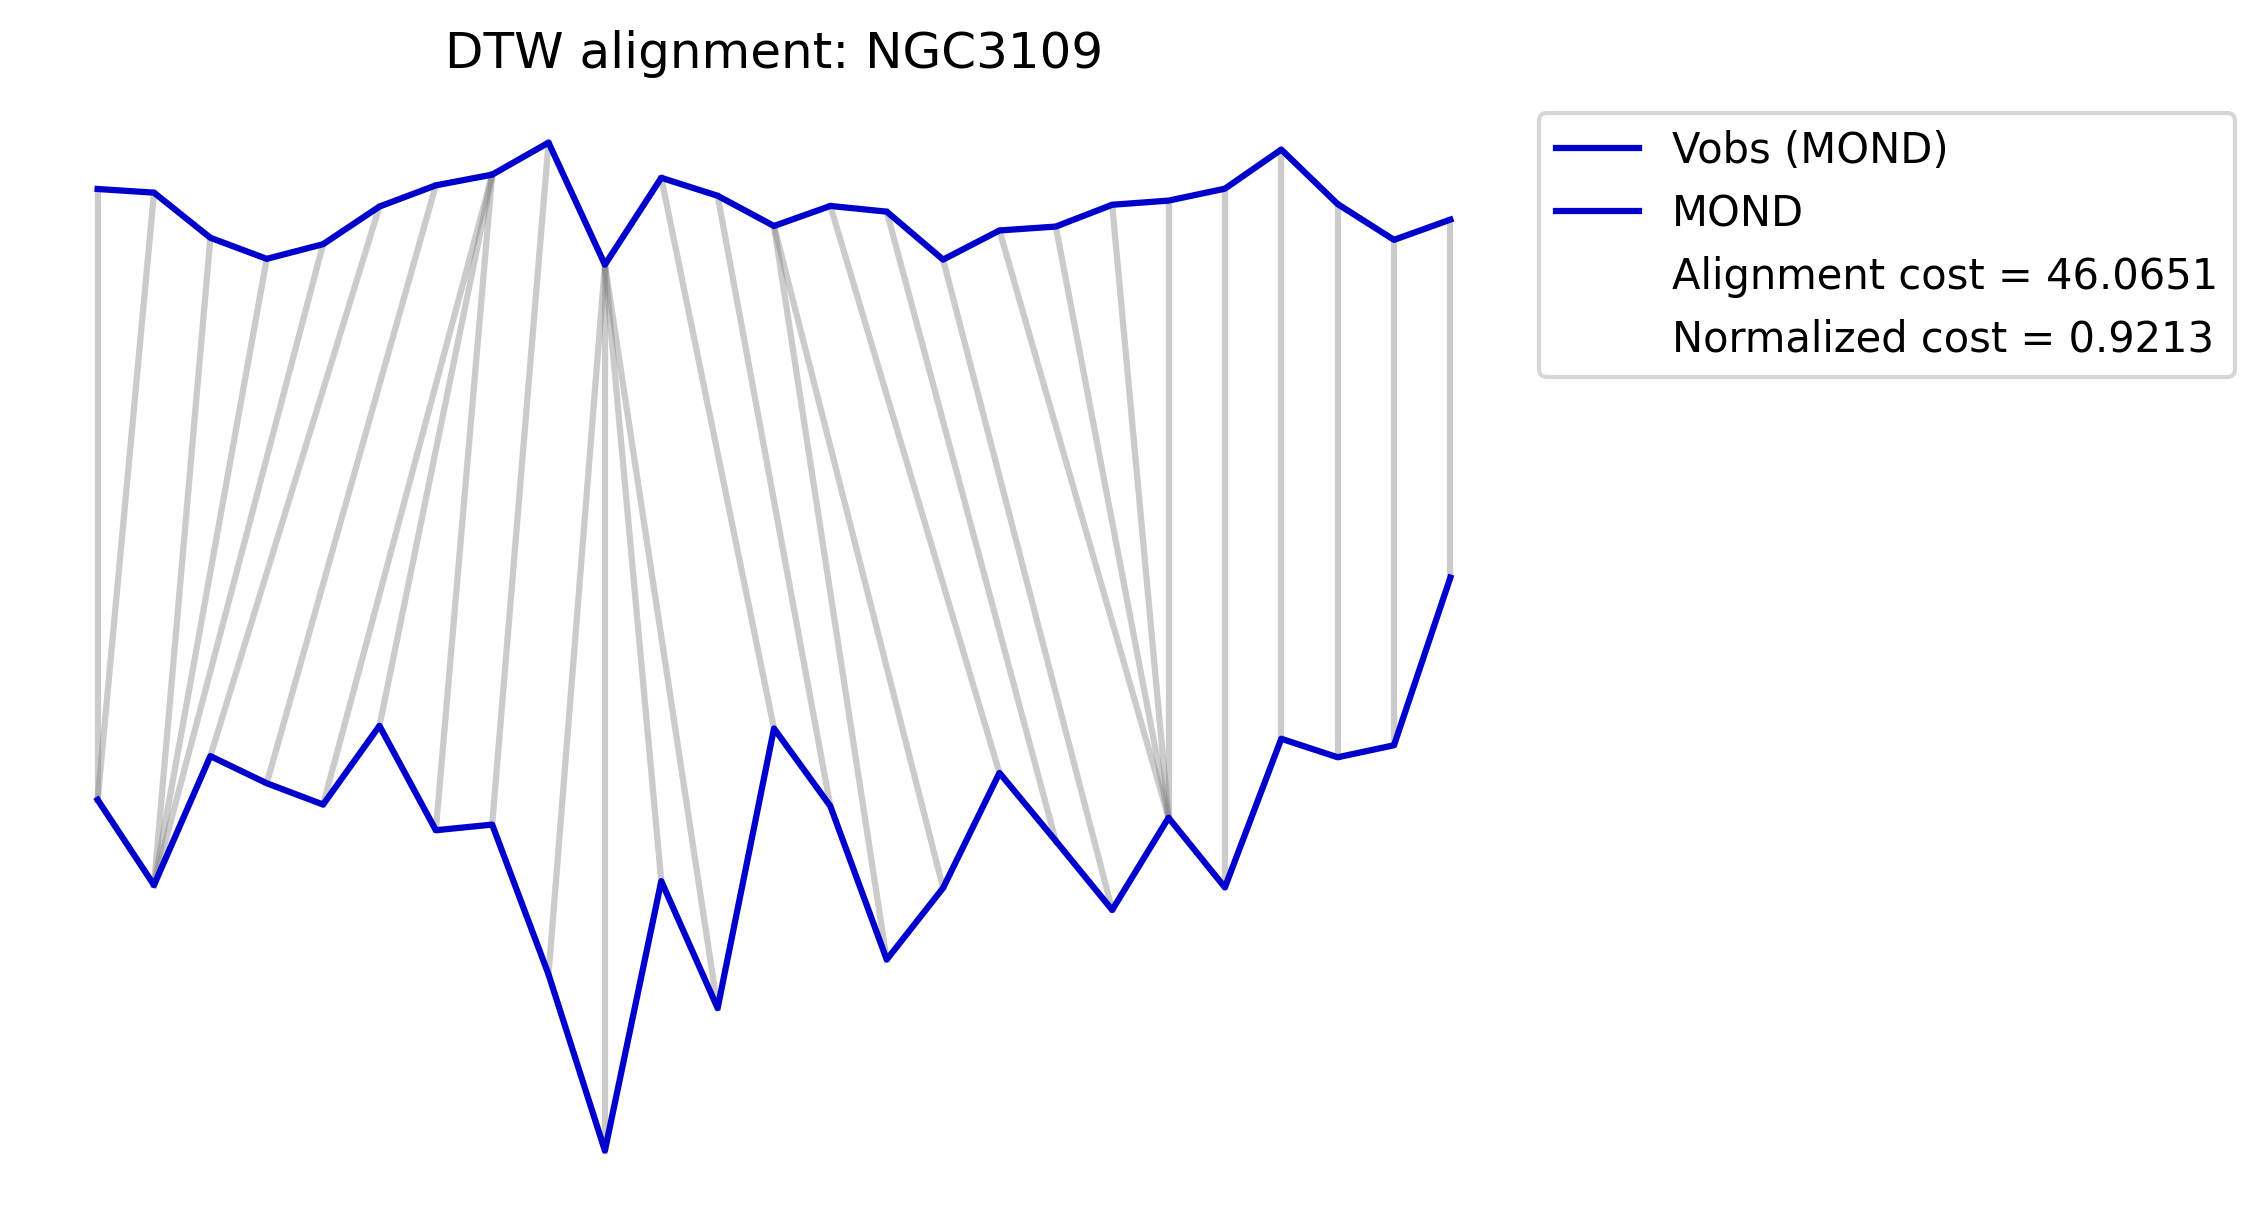 DTW alignment: NGC3109
Vobs (MOND)
MOND
Alignment cost = 46.0651
Normalized cost = 0.9213